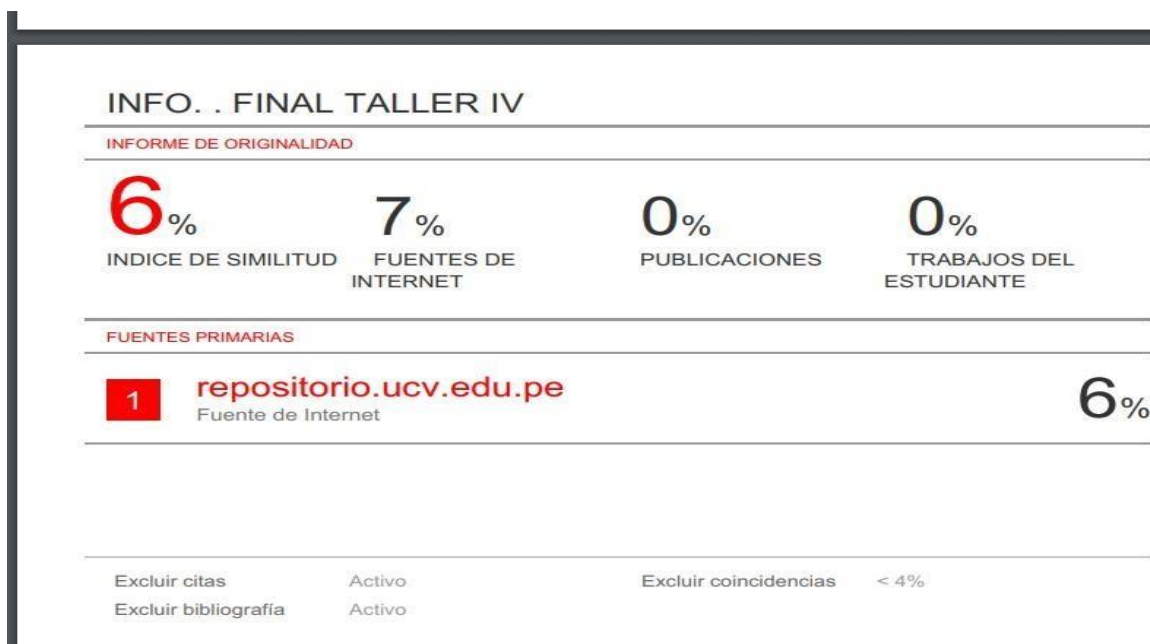 INFO. . FINAL TALLER IV
INFORME DE ORIGINALIDAD
6%
7%
0%
0%
INDICE DE SIMILITUD
FUENTES DE
INTERNET
PUBLICACIONES
TRABAJOS DEL
ESTUDIANTE
FUENTES PRIMARIAS
1
repositorio.ucv.edu.pe
Fuente de Internet
6%
Excluir citas
Activo
Excluir coincidencias
< 4%
Excluir bibliografía
Activo